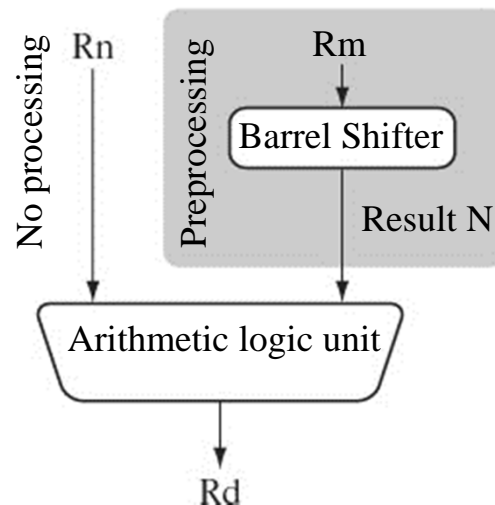 No processing
Rn
Preprocessing
Rm
Barrel Shifter
Result N
Arithmetic logic unit
Rd